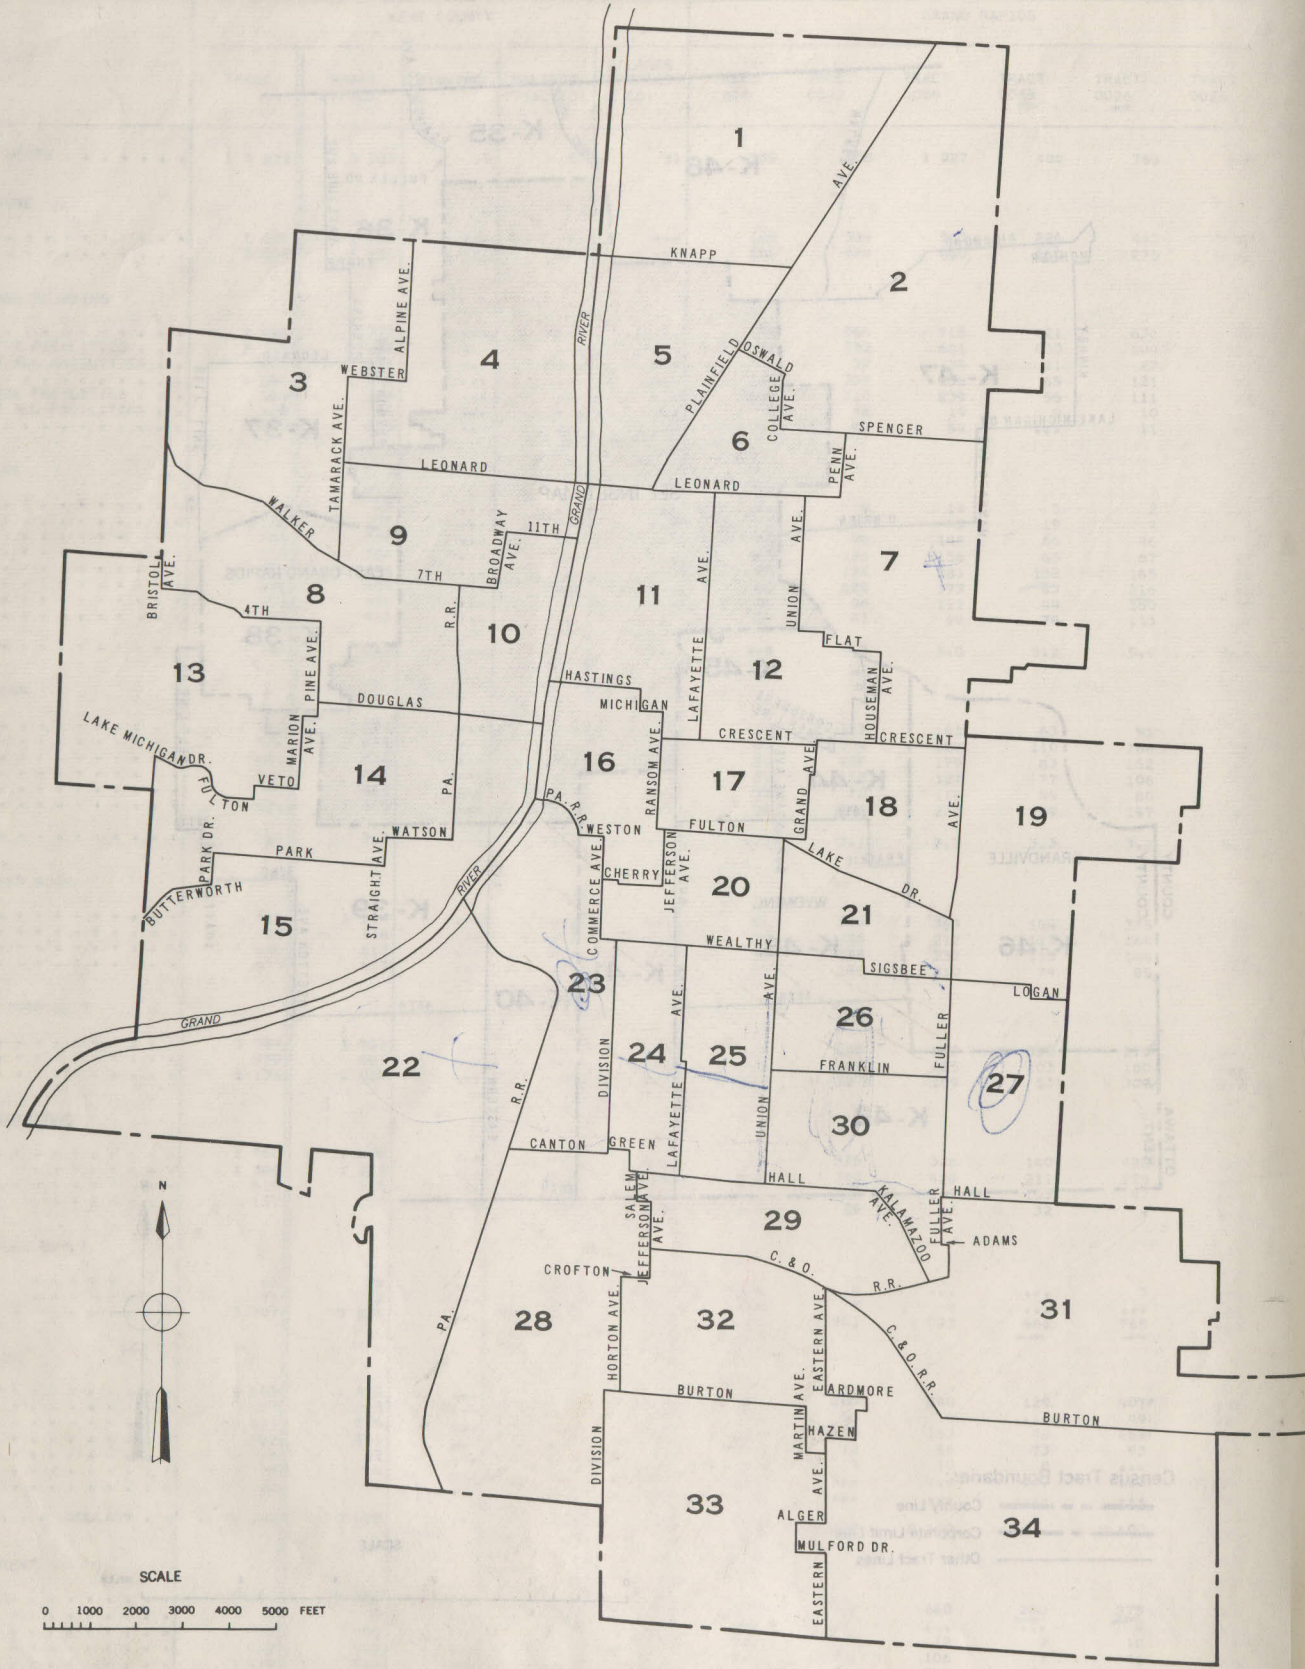 1
AVE.
KNAPP
2
RIVER
ALPINE AVE.
3
4
5
WEBSTER
PLAINFIELD
OSWALD
COLLEGE AVE.
TAMARACK AVE.
6
SPENCER
PENN AVE.
LEONARD
LEONARD
WALKER
GRAND
9
BROADWAY AVE.
11TH
AVE.
AVE.
7
7TH
BRISTOL AVE.
8
4TH
R.R.
10
11
UNION
FLAT
13
PINE AVE.
HASTINGS
LAFAYETTE
12
HOUSEMAN AVE.
DOUGLAS
MICHIGAN
LAKE MICHIGAN DR.
MARION AVE.
CRESCENT
CRESCENT
FULTON
VETO
14
PA.
16
RANSOM AVE.
17
GRAND AVE
18
AVE.
19
PA. R.R.
WATSON
WESTON
FULTON
PARK DR.
PARK
STRAIGHT AVE.
RIVER
COMMERCE AVE.
CHERRY
JEFFERSON AVE.
LAKE DR.
BUTTERWORTH
20
15
21
WEALTHY
SIGSBEE
23
AVE.
AVE.
LOGAN
GRAND
26
22
24
25
FULLER
DIVISION
FRANKLIN
27
R.R.
LAFAYETTE
UNION
30
CANTON
GREEN
HALL
KALAMAZOO AVE.
FULLER AVE.
HALL
N
SALEM
JEFFERSON AVE.
29
ADAMS
CROFTON
C. & O. R.R.
PA.
28
HORTON AVE.
32
EASTERN AVE.
C. & O. R.R.
31
BURTON
MARTIN AVE.
ARDMORE
BURTON
HAZEN
DIVISION
AVE.
33
ALGER
34
MULFORD DR.
EASTERN
SCALE
0 1000 2000 3000 4000 5000 FEET